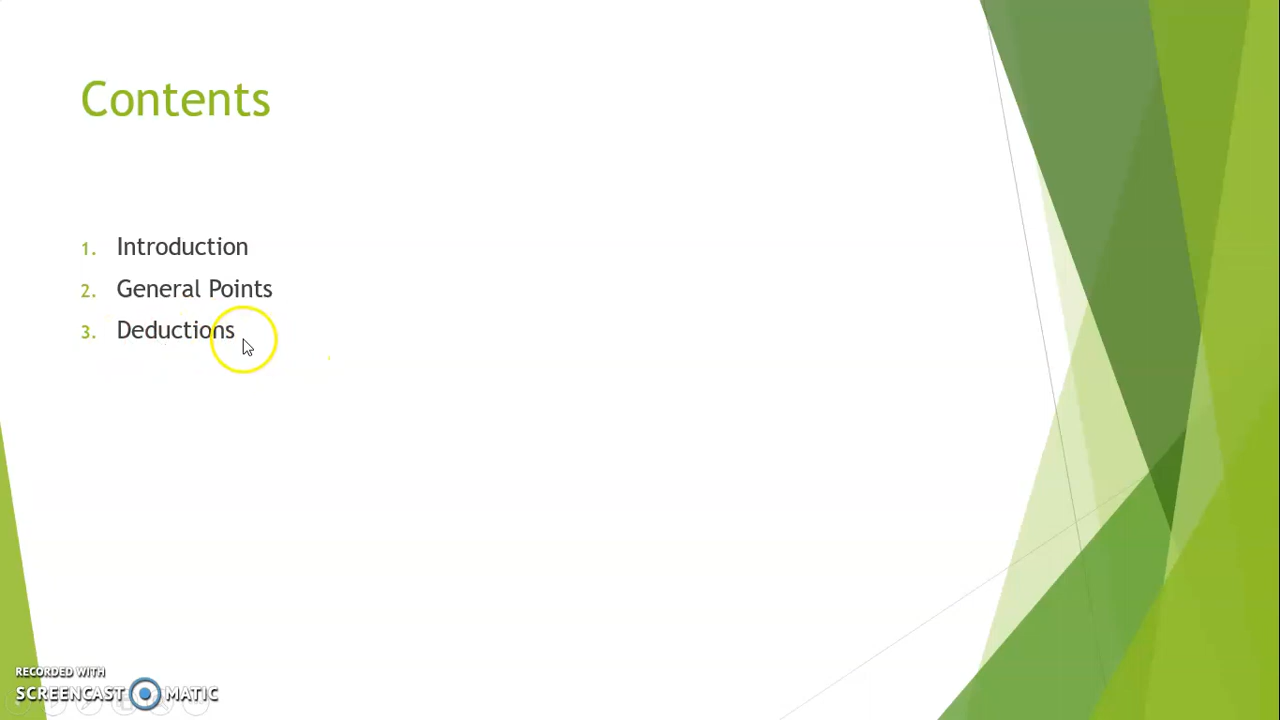 Contents
1. Introduction
2. General Points
3. Deductions
RECORDED WITH
SCREENCAST MATIC